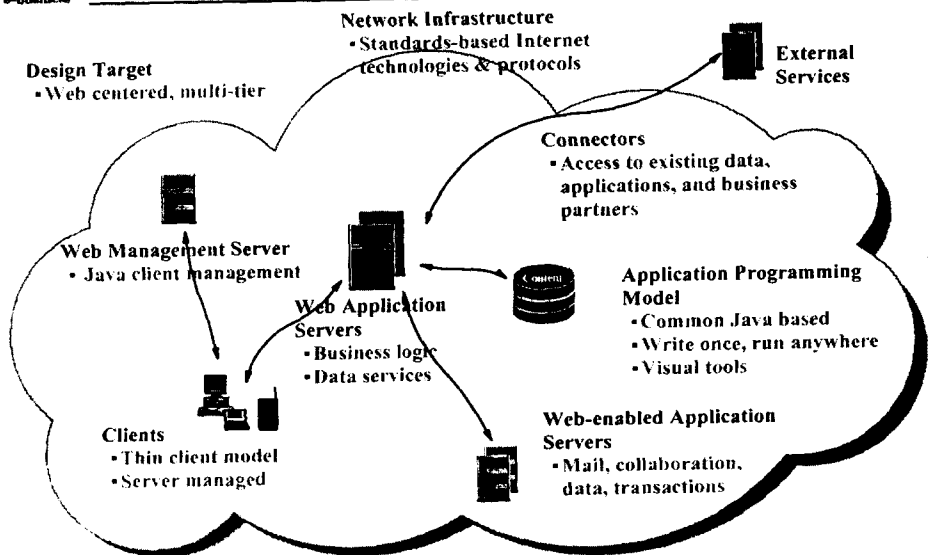 Network Infrastructure
▪ Standards-based Internet
technologies & protocols
External
Services
Design Target
▪ Web centered, multi-tier
Connectors
▪ Access to existing data,
applications, and business
partners
Web Management Server
▪ Java client management
Content
Application Programming
Model
▪ Common Java based
▪ Write once, run anywhere
▪ Visual tools
Web Application
Servers
▪ Business logic
▪ Data services
Web-enabled Application
Servers
▪ Mail, collaboration,
data, transactions
Clients
▪ Thin client model
▪ Server managed